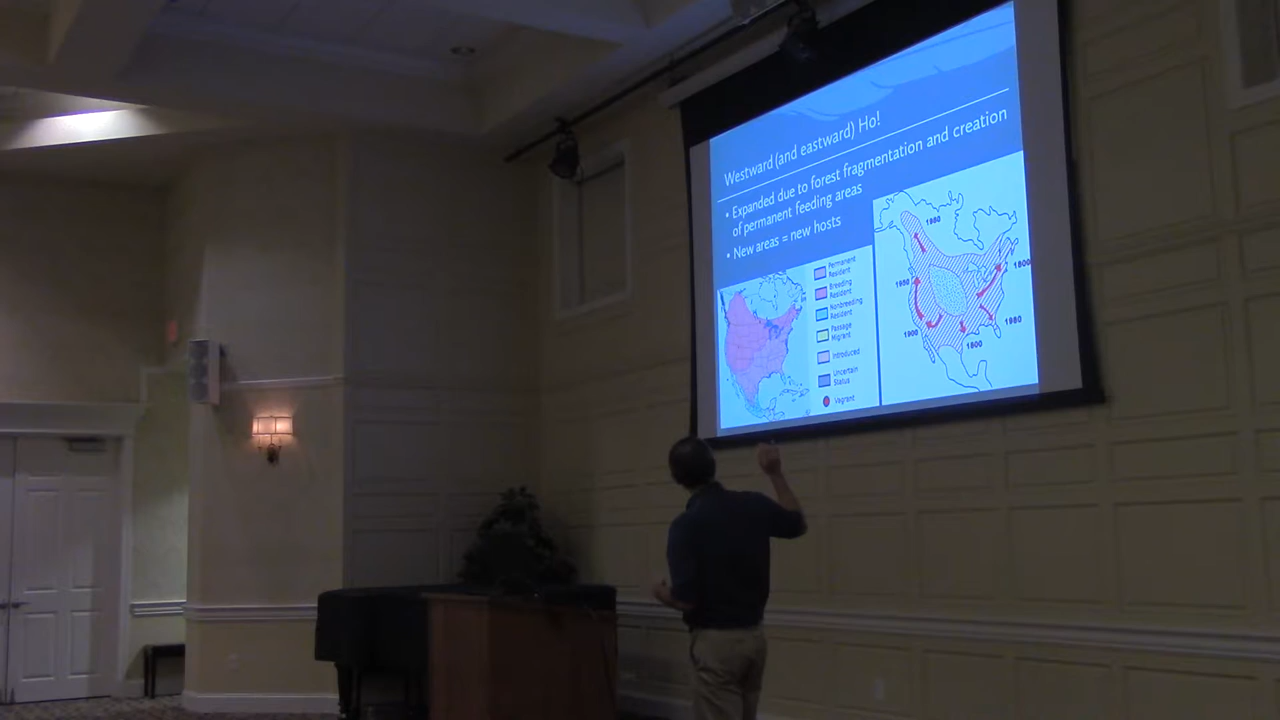 Westward (and eastward) Ho!
• Expanded due to forest fragmentation and creation
of permanent feeding areas
• New areas = new hosts
Permanent
Resident
Breeding
Resident
Nonbreeding
Resident
Passage
Migrant
Introduced
Uncertain
Status
Vagrant
1980
1800
1950
1980
1900
1800